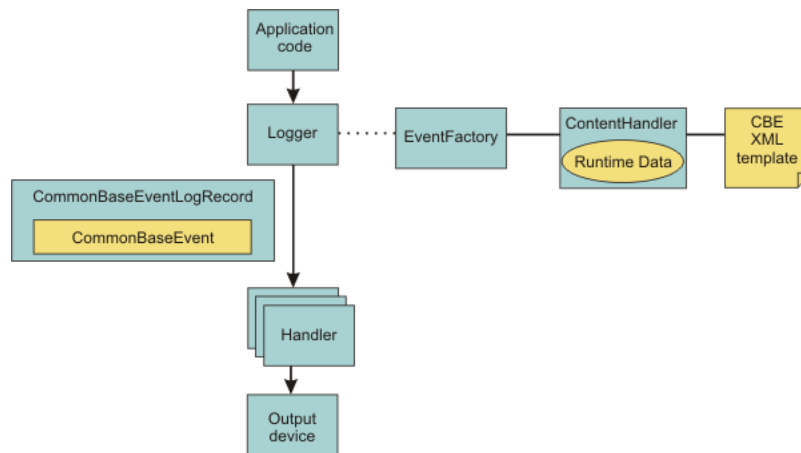 Application
code
Logger
EventFactory
ContentHandler
Runtime Data
CBE
XML
template
CommonBaseEventLogRecord
CommonBaseEvent
Handler
Output
device